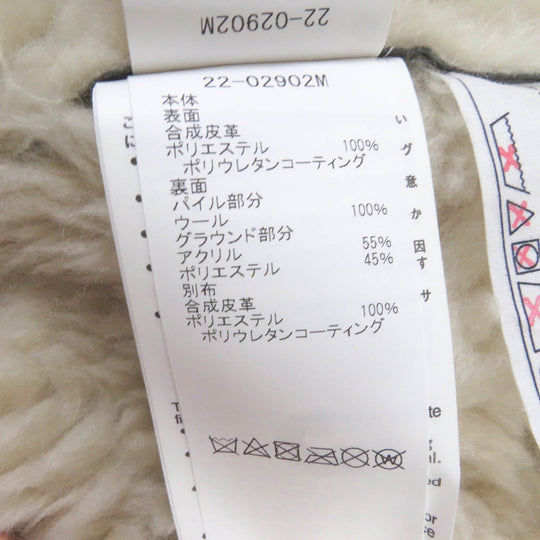 22-02902M
22-02902M
本体
表面
合成皮革
ポリエステル 100%
ポリウレタンコーティング
裏面
パイル部分
ウール 100%
グラウンド部分
アクリル 55%
ポリエステル 45%
別布
合成皮革
ポリエステル 100%
ポリウレタンコーティング